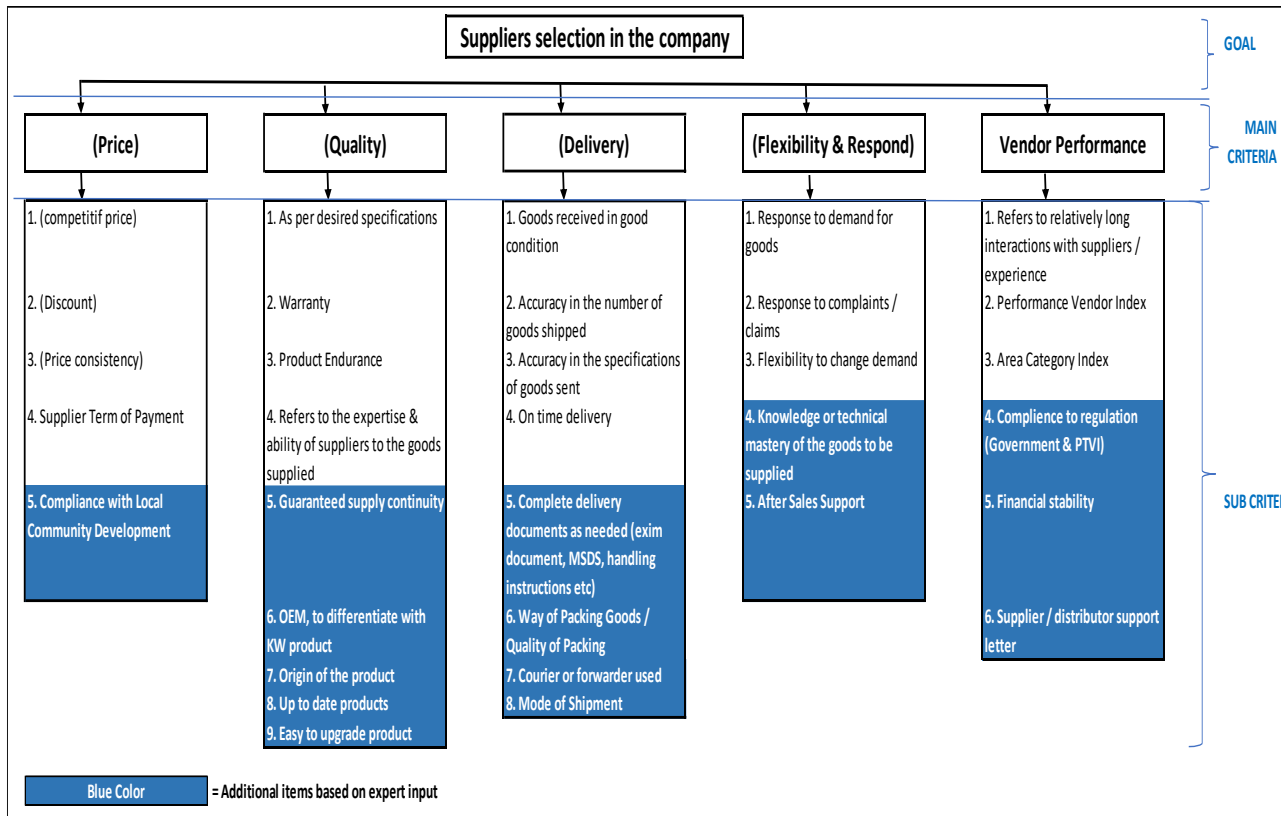 Suppliers selection in the company
GOAL
(Price)
(Quality)
(Delivery)
(Flexibility & Respond)
Vendor Performance
MAIN
CRITERIA
1. (competitif price)
2. (Discount)
3. (Price consistency)
4. Supplier Term of Payment
5. Compliance with Local
Community Development
1. As per desired specifications
2. Warranty
3. Product Endurance
4. Refers to the expertise &
ability of suppliers to the goods
supplied
5. Guaranteed supply continuity
6. OEM, to differentiate with
KW product
7. Origin of the product
8. Up to date products
9. Easy to upgrade product
1. Goods received in good
condition
2. Accuracy in the number of
goods shipped
3. Accuracy in the specifications
of goods sent
4. On time delivery
5. Complete delivery
documents as needed (exim
document, MSDS, handling
instructions etc)
6. Way of Packing Goods /
Quality of Packing
7. Courier or forwarder used
8. Mode of Shipment
1. Response to demand for
goods
2. Response to complaints /
claims
3. Flexibility to change demand
4. Knowledge or technical
mastery of the goods to be
supplied
5. After Sales Support
1. Refers to relatively long
interactions with suppliers /
experience
2. Performance Vendor Index
3. Area Category Index
4. Complience to regulation
(Government & PTVI)
5. Financial stability
6. Supplier / distributor support
letter
SUB CRITE
Blue Color
= Additional items based on expert input